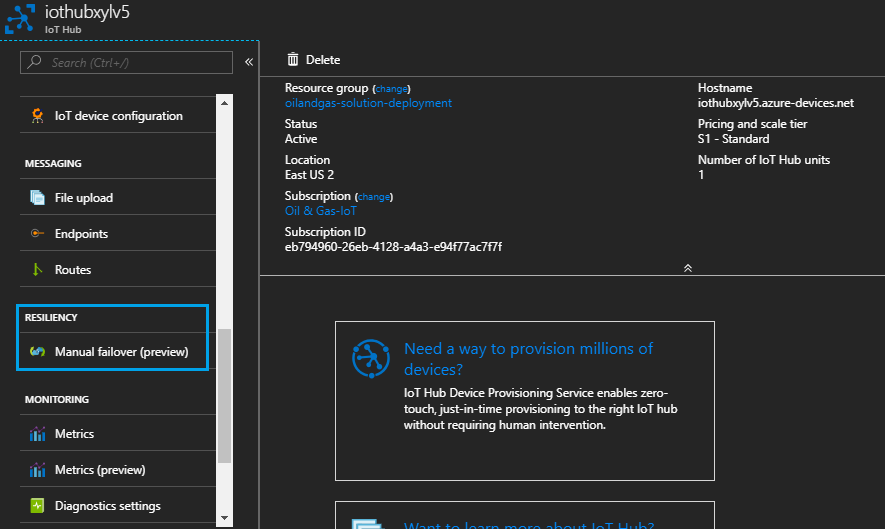 iothubxylv5
IoT Hub
Search (Ctrl+/)
«
IoT device configuration
MESSAGING
File upload
Endpoints
Routes
RESILIENCY
Manual failover (preview)
MONITORING
Metrics
Metrics (preview)
Diagnostics settings
Delete
Resource group (change)
oilandgas-solution-deployment
Status
Active
Location
East US 2
Subscription (change)
Oil & Gas-IoT
Subscription ID
eb794960-26eb-4128-a4a3-e94f77ac7f7f
Hostname
iothubxylv5.azure-devices.net
Pricing and scale tier
S1 - Standard
Number of IoT Hub units
1
Need a way to provision millions of
devices?
IoT Hub Device Provisioning Service enables zero-
touch, just-in-time provisioning to the right IoT hub
without requiring human intervention.
Want to learn more about IoT Hub?